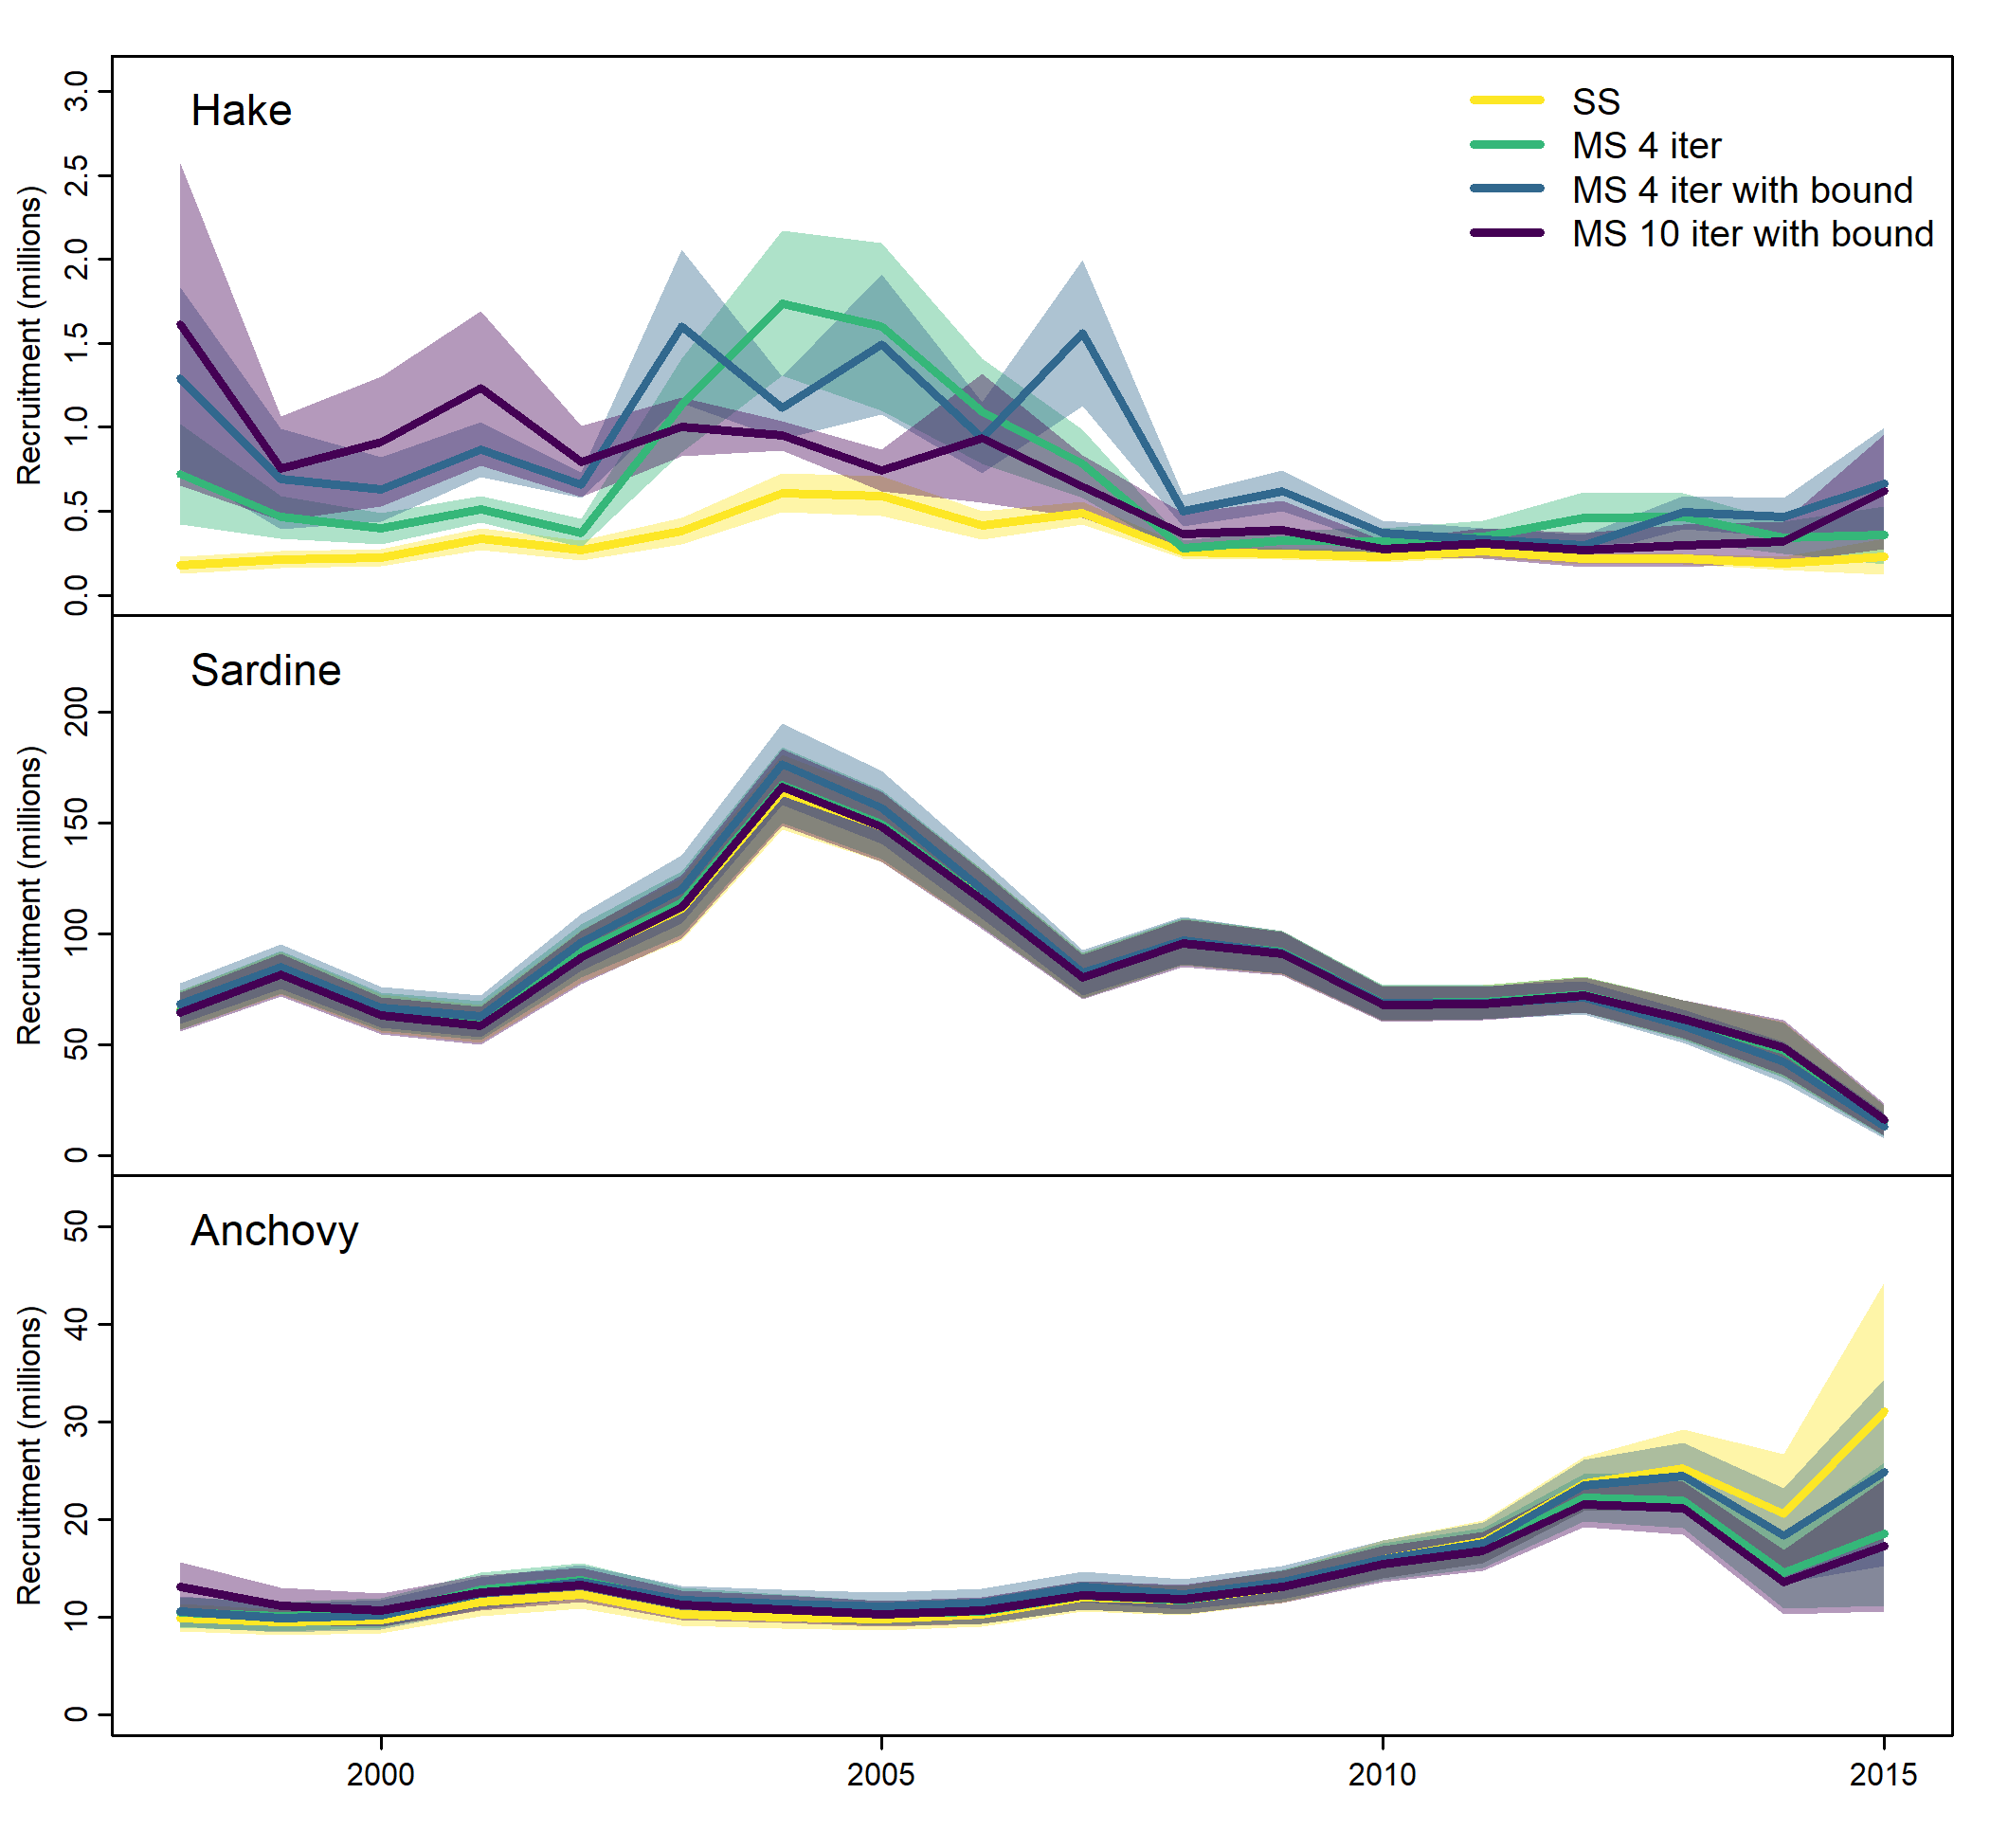 Hake
SS
MS 4 iter
MS 4 iter with bound
MS 10 iter with bound
Recruitment (millions)
3.0
2.5
2.0
1.5
1.0
0.5
0.0
Sardine
Recruitment (millions)
200
150
100
50
0
Anchovy
Recruitment (millions)
50
40
30
20
10
0
2000 2005 2010 2015